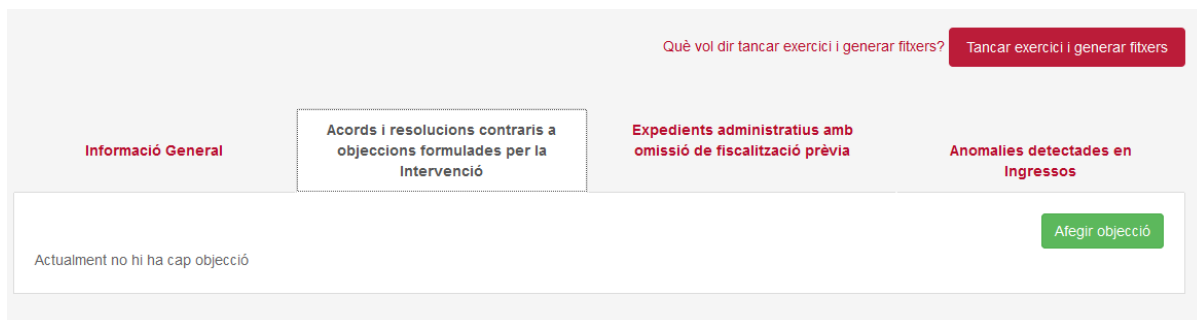 Què vol dir tancar exercici i generar fitxers?
Tancar exercici i generar fitxers
Informació General
Acords i resolucions contraris a
objeccions formulades per la
Intervenció
Expedients administratius amb
omissió de fiscalització prèvia
Anomalies detectades en
Ingressos
Afegir objecció
Actualment no hi ha cap objecció